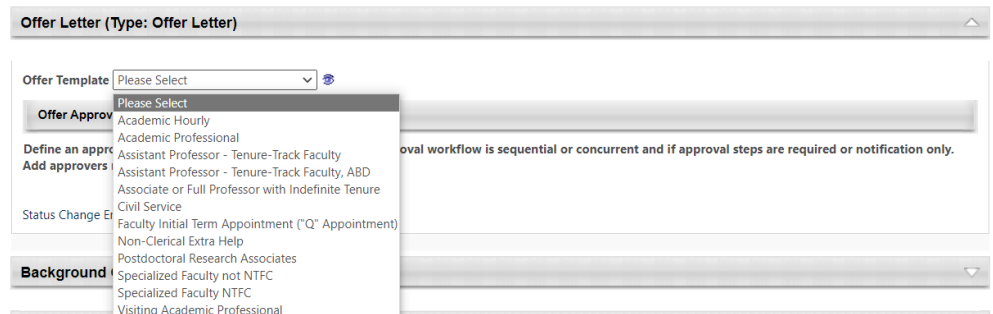 Offer Letter (Type: Offer Letter)
Offer Template Please Select
Please Select
Offer Approv
Academic Hourly
Academic Professional
Define an appro oval workflow is sequential or concurrent and if approval steps are required or notification only.
Assistant Professor - Tenure-Track Faculty
Add approvers
Assistant Professor - Tenure-Track Faculty, ABD
Associate or Full Professor with Indefinite Tenure
Civil Service
Status Change En
Faculty Initial Term Appointment ("Q" Appointment)
Non-Clerical Extra Help
Postdoctoral Research Associates
Background
Specialized Faculty not NTFC
Specialized Faculty NTFC
Visiting Academic Professional